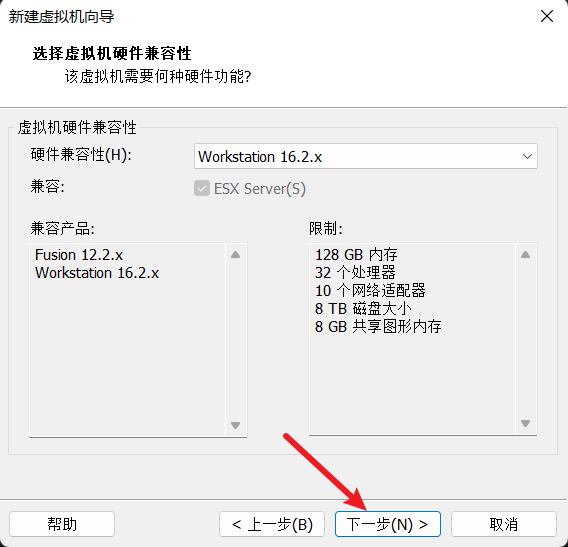 新建虚拟机向导
选择虚拟机硬件兼容性
该虚拟机需要何种硬件功能?
虚拟机硬件兼容性
硬件兼容性(H): Workstation 16.2.x
兼容: ESX Server(S)
兼容产品:
Fusion 12.2.x
Workstation 16.2.x
限制:
128 GB 内存
32 个处理器
10 个网络适配器
8 TB 磁盘大小
8 GB 共享图形内存
帮助 < 上一步(B) 下一步(N) > 取消